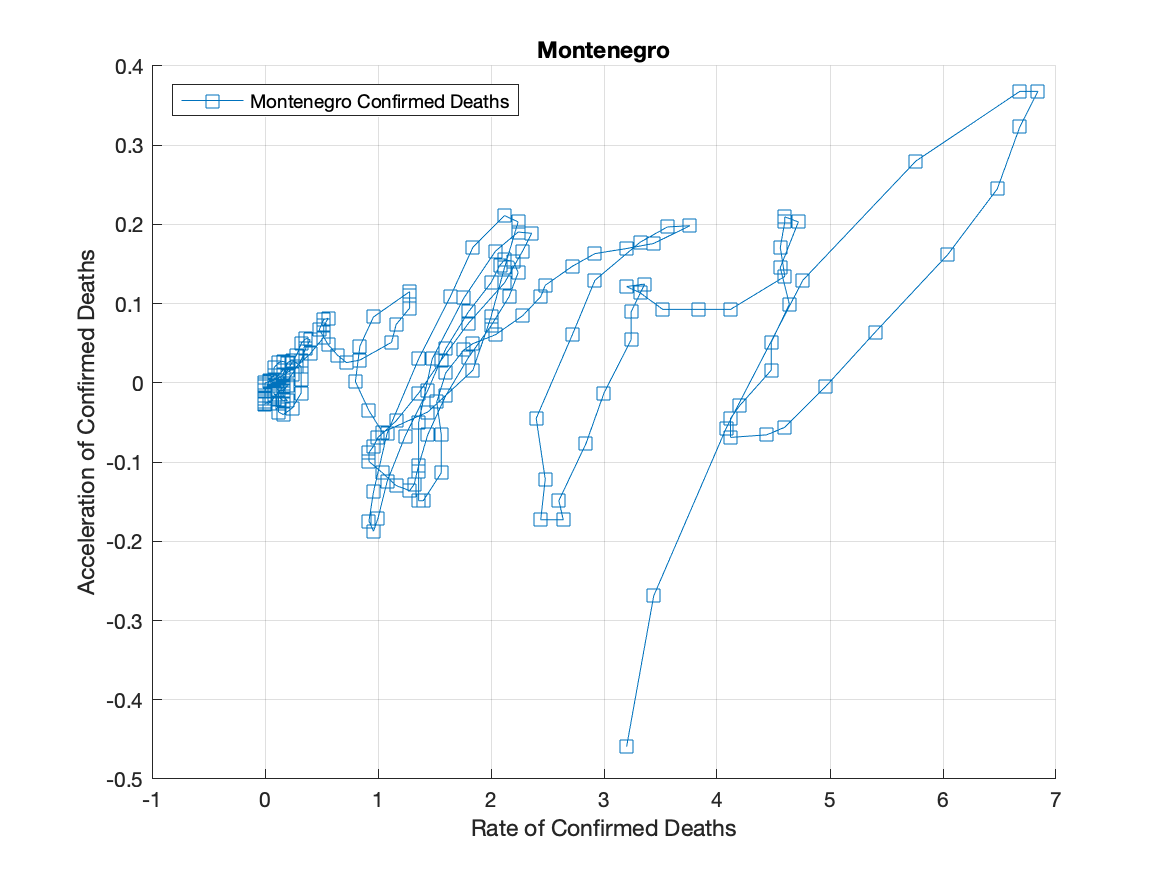 Montenegro
Montenegro Confirmed Deaths
Acceleration of Confirmed Deaths
0.4
0.3
0.2
0.1
0
-0.1
-0.2
-0.3
-0.4
-0.5
-1 0 1 2 3 4 5 6 7
Rate of Confirmed Deaths